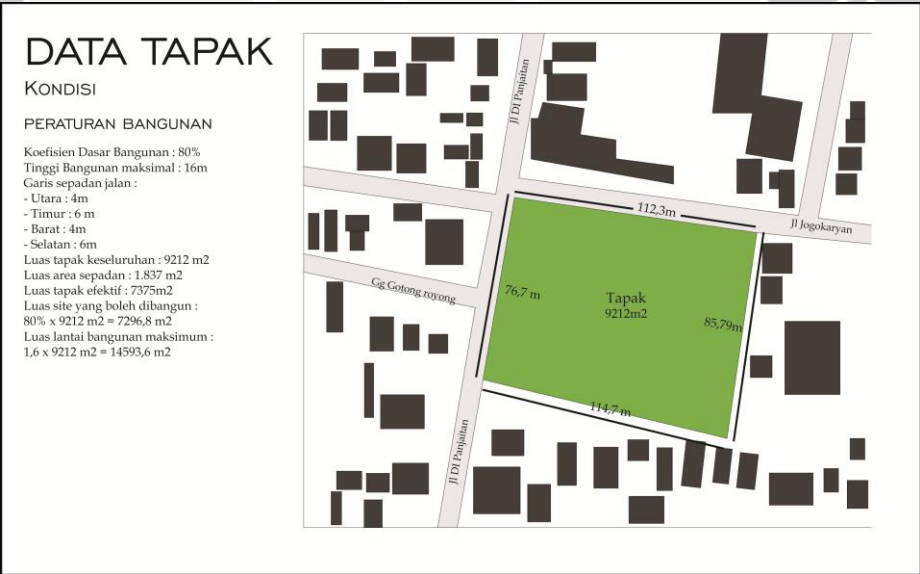 DATA TAPAK
KONDISI
PERATURAN BANGUNAN
Koefisien Dasar Bangunan : 80%
Tinggi Bangunan maksimal : 16m
Garis sepadan jalan :
- Utara : 4m
- Timur : 6 m
- Barat : 4m
- Selatan : 6m
Luas tapak keseluruhan : 9212 m2
Luas area sepadan : 1.837 m2
Luas tapak efektif : 7375m2
Luas site yang boleh dibangun :
80% x 9212 m2 = 7296,8 m2
Luas lantai bangunan maksimum :
1,6 x 9212 m2 = 14593,6 m2
Jl DI Panjaitan
112,3m
Jl Jogokaryan
Gg Gotong royong
76,7 m
Tapak
9212m2
85,79m
114,7 m
Jl DI Panjaitan